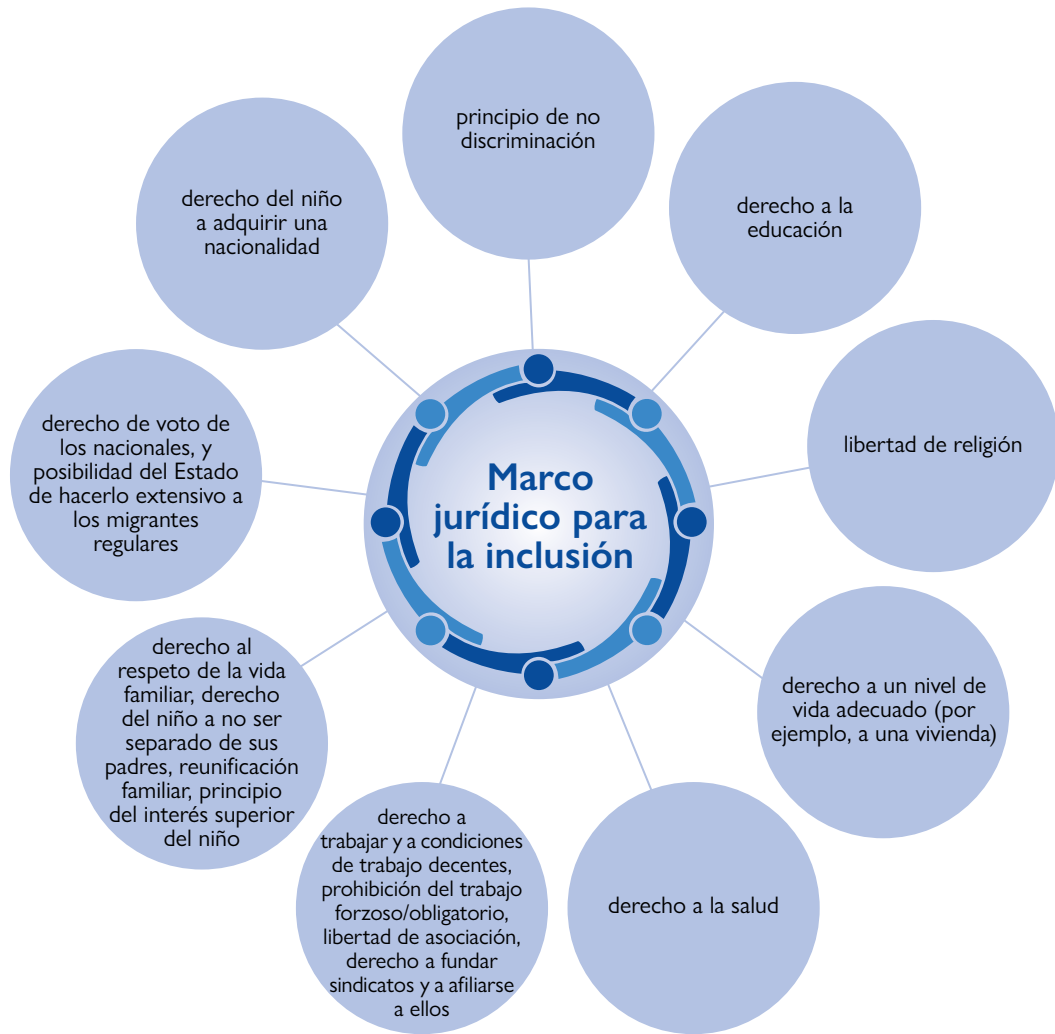 principio de no
discriminación
derecho a la
educación
libertad de religión
derecho a un nivel de
vida adecuado (por
ejemplo, a una vivienda)
derecho a la salud
derecho a
trabajar y a condiciones
de trabajo decentes,
prohibición del trabajo
forzoso/obligatorio,
libertad de asociación,
derecho a fundar
sindicatos y a afiliarse
a ellos
derecho al
respeto de la vida
familiar, derecho
del niño a no ser
separado de sus
padres, reunificación
familiar, principio
del interés superior
del niño
derecho de voto de
los nacionales, y
posibilidad del Estado
de hacerlo extensivo a
los migrantes
regulares
derecho del niño
a adquirir una
nacionalidad
Marco
jurídico para
la inclusión